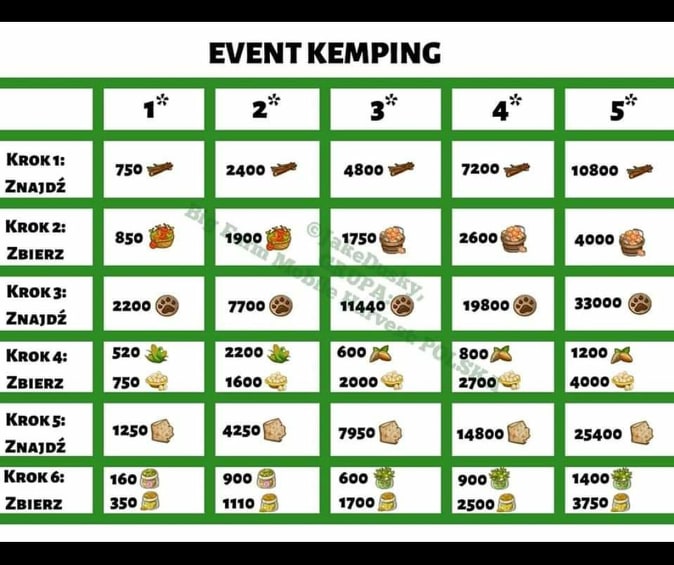 EVENT KEMPING
1* 2* 3* 4* 5*
KROK 1:
ZNAJDŹ
750 2400 4800 7200 10800
KROK 2:
ZBIERZ
850 1900 1750 2600 4000
KROK 3:
ZNAJDŹ
2200 7700 11440 19800 33000
KROK 4:
520 2200 600 800 1200
ZBIERZ
750 1600 2000 2700 4000
KROK 5:
ZNAJDŹ
1250 4250 7950 14800 25400
KROK 6:
160 900 600 900 1400
ZBIERZ
350 1110 1700 2500 3750
©JakeDusky,
GRUPA:
Big Farm Mobile Harvest POLSKA